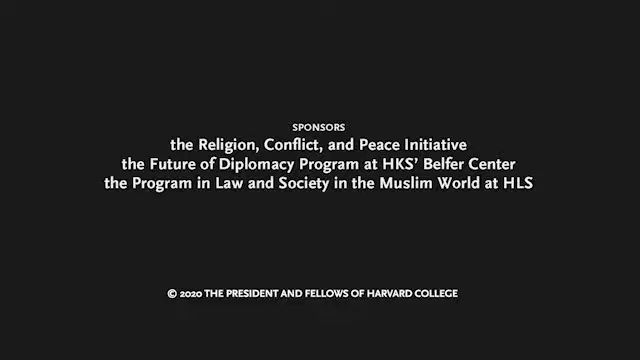 SPONSORS
the Religion, Conflict, and Peace Initiative
the Future of Diplomacy Program at HKS’ Belfer Center
the Program in Law and Society in the Muslim World at HLS
© 2020 THE PRESIDENT AND FELLOWS OF HARVARD COLLEGE